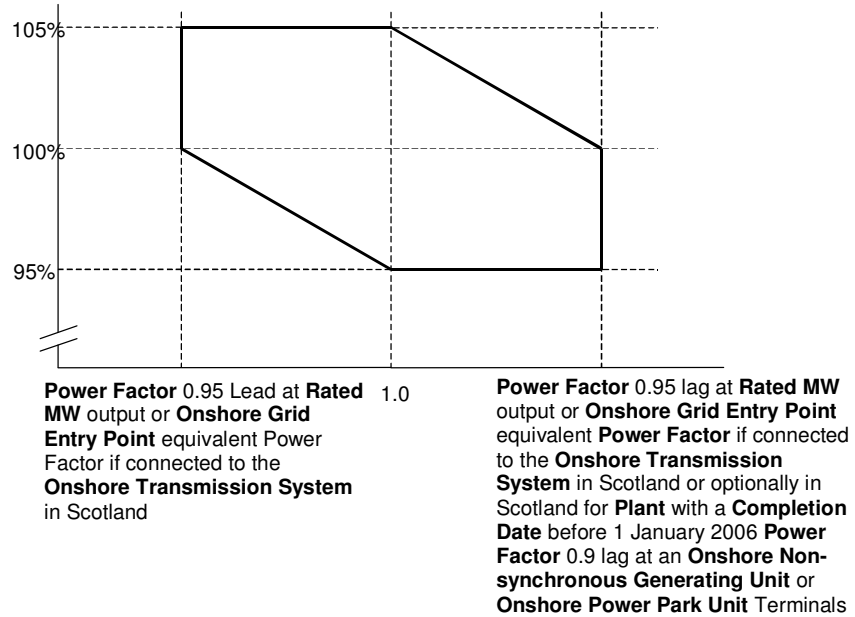 105%
100%
95%
Power Factor 0.95 Lead at Rated
MW output or Onshore Grid
Entry Point equivalent Power
Factor if connected to the
Onshore Transmission System
in Scotland
1.0
Power Factor 0.95 lag at Rated MW
output or Onshore Grid Entry Point
equivalent Power Factor if connected
to the Onshore Transmission
System in Scotland or optionally in
Scotland for Plant with a Completion
Date before 1 January 2006 Power
Factor 0.9 lag at an Onshore Non-
synchronous Generating Unit or
Onshore Power Park Unit Terminals